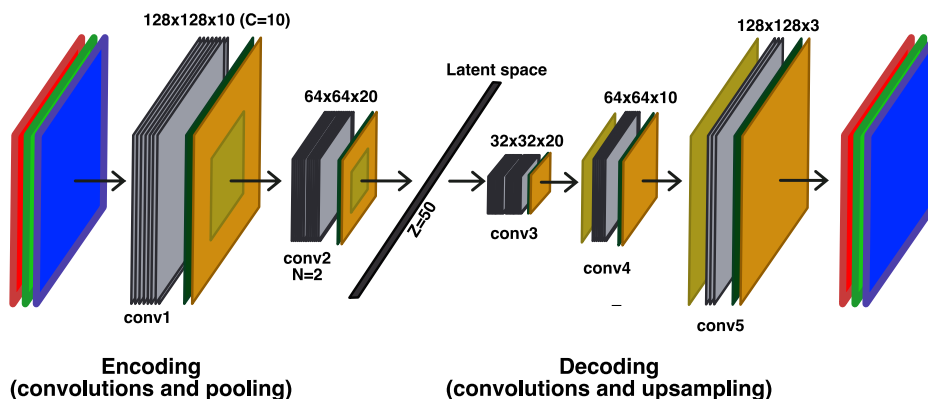 128x128x10 (C=10)
64x64x20
Latent space
32x32x20
64x64x10
128x128x3
Z=50
conv1
conv2
N=2
conv3
conv4
_
conv5
Encoding
(convolutions and pooling)
Decoding
(convolutions and upsampling)